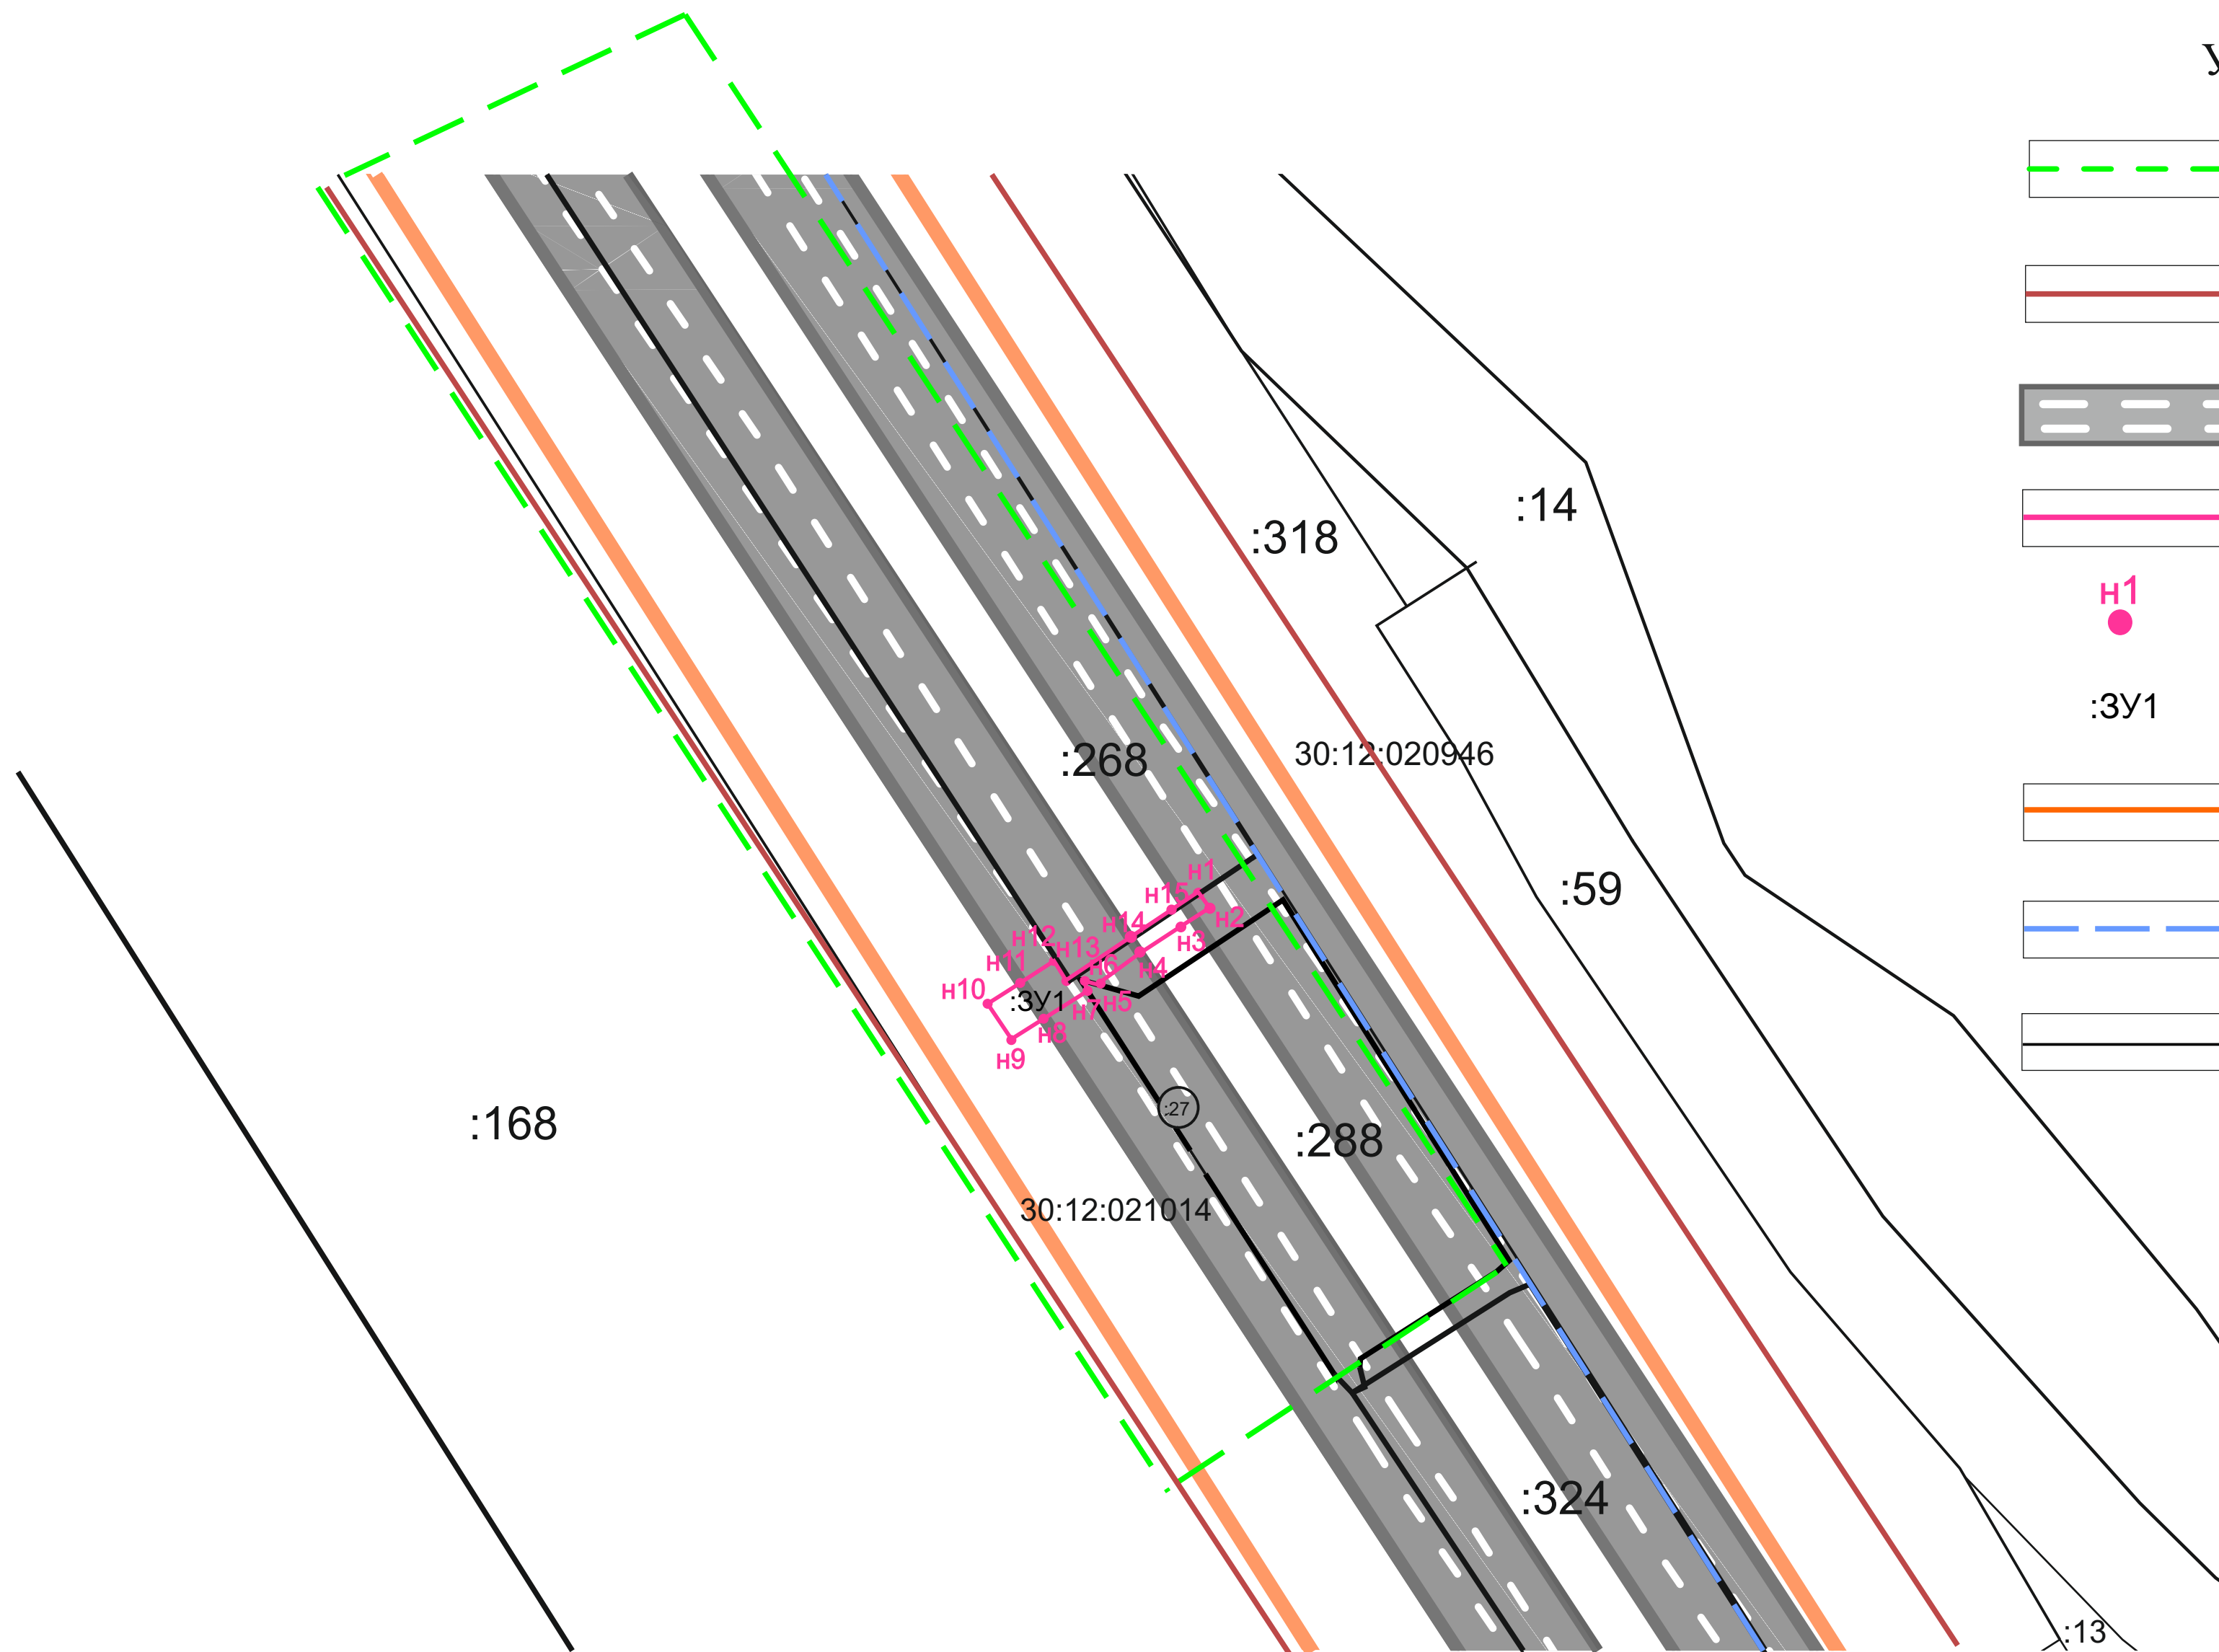 У
:14
:318
н1
:ЗУ1
:268
30:12:020946
:59
н1
н15
н2
н14
н3
н12
н13
н11
н6
н4
н10
:ЗУ1
н7
н5
н8
н9
:27
:168
:288
30:12:021014
:324
:13